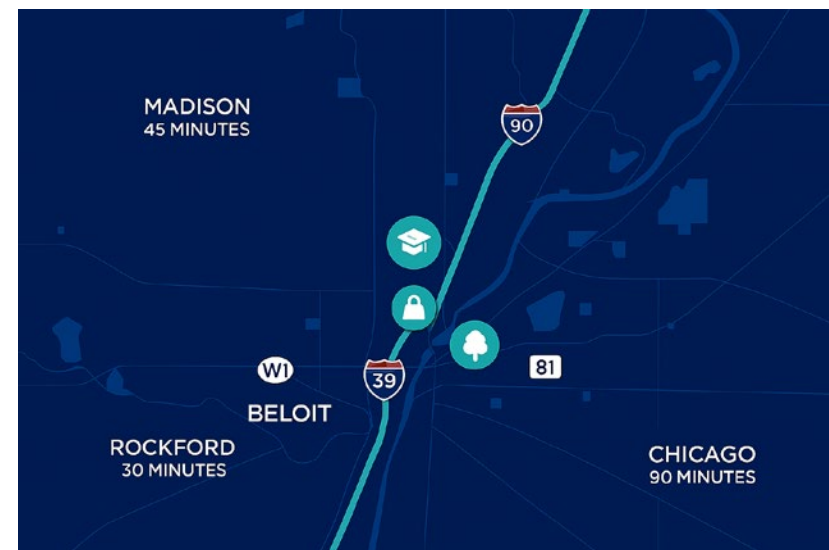 MADISON
45 MINUTES
90
W1
39
81
BELOIT
ROCKFORD
30 MINUTES
CHICAGO
90 MINUTES